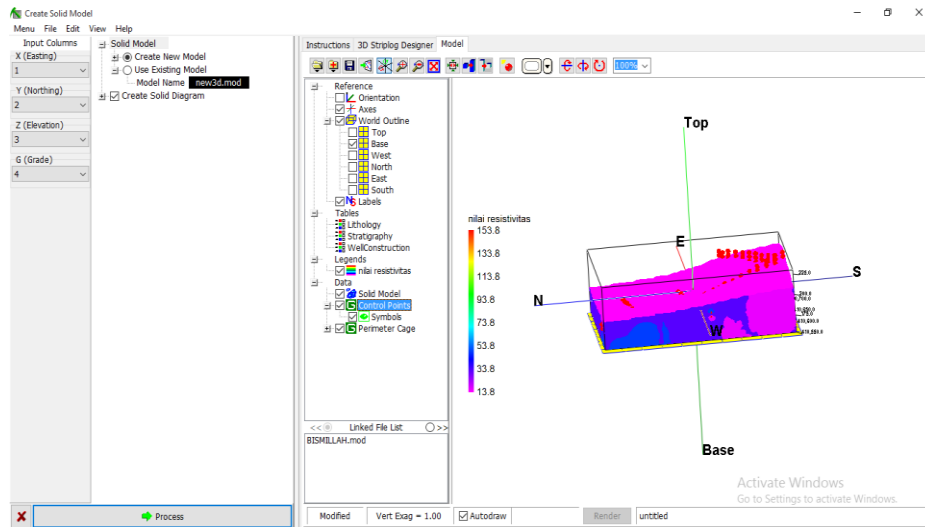 Create Solid Model
Menu File Edit View Help
Input Columns
X (Easting)
1
Y (Northing)
2
Z (Elevation)
3
G (Grade)
4
Solid Model
Create New Model
Use Existing Model
Model Name new3d.mod
Create Solid Diagram
Instructions 3D Striplog Designer Model
100%
Reference
Orientation
Axes
World Outline
Top
Base
West
North
East
South
Labels
Tables
Lithology
Stratigraphy
WellConstruction
Legends
nilai resistivitas
Data
Solid Model
Control Points
Symbols
Perimeter Cage
<< Linked File List >>
BISMILLAH.mod
nilai resistivitas
153.8
133.8
113.8
93.8
73.8
53.8
33.8
13.8
Top
E
S
N
W
Base
Activate Windows
Go to Settings to activate Windows.
Process
Modified Vert Exag = 1.00 Autodraw Render untitled